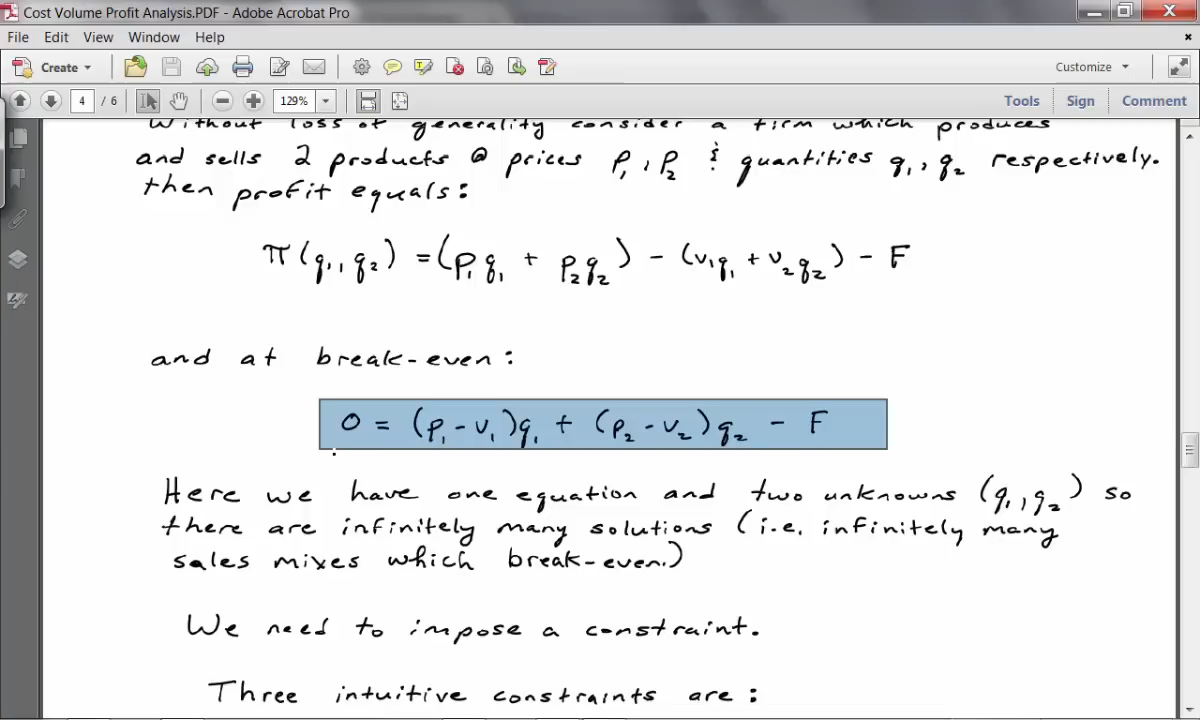 Cost Volume Profit Analysis.PDF - Adobe Acrobat Pro
File Edit View Window Help
Create Customize
4 / 6 129% Tools Sign Comment
Without loss of generality consider a firm which produces
and sells 2 products @ prices P₁, P₂ & quantities q₁, q₂ respectively.
then profit equals:
π(q₁, q₂) = (p₁q₁ + p₂q₂) - (v₁q₁ + v₂q₂) - F
and at break-even:
0 = (p₁ - v₁)q₁ + (p₂ - v₂)q₂ - F
Here we have one equation and two unknowns (q₁, q₂) so
there are infinitely many solutions (i.e. infinitely many
sales mixes which break-even.)
We need to impose a constraint.
Three intuitive constraints are: